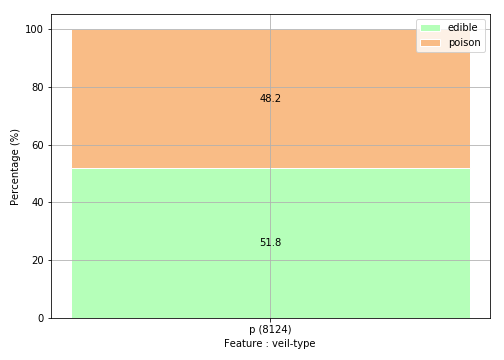 100
edible
poison
80
48.2
60
Percentage (%)
40
51.8
20
0
p (8124)
Feature : veil-type